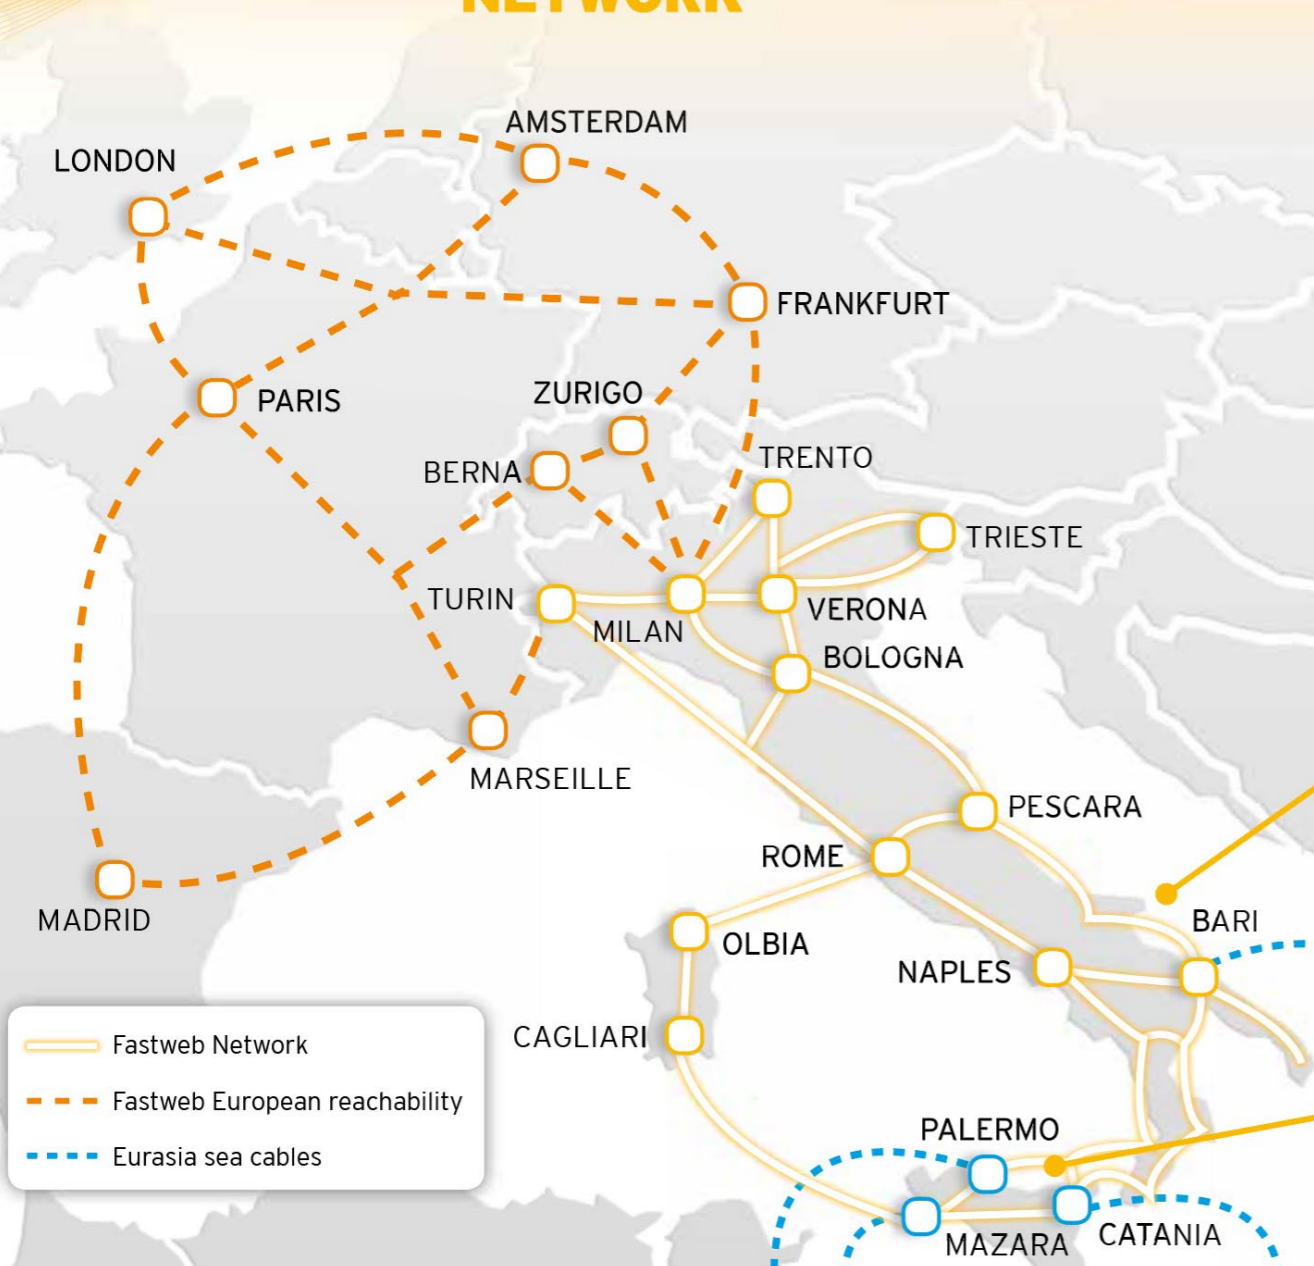 NETWORK
AMSTERDAM
LONDON
FRANKFURT
ZURIGO
PARIS
BERNA
TRENTO
TRIESTE
TURIN
MILAN
VERONA
BOLOGNA
MARSEILLE
PESCARA
ROME
MADRID
BARI
OLBIA
NAPLES
CAGLIARI
Fastweb Network
Fastweb European reachability
Eurasia sea cables
PALERMO
CATANIA
MAZARA